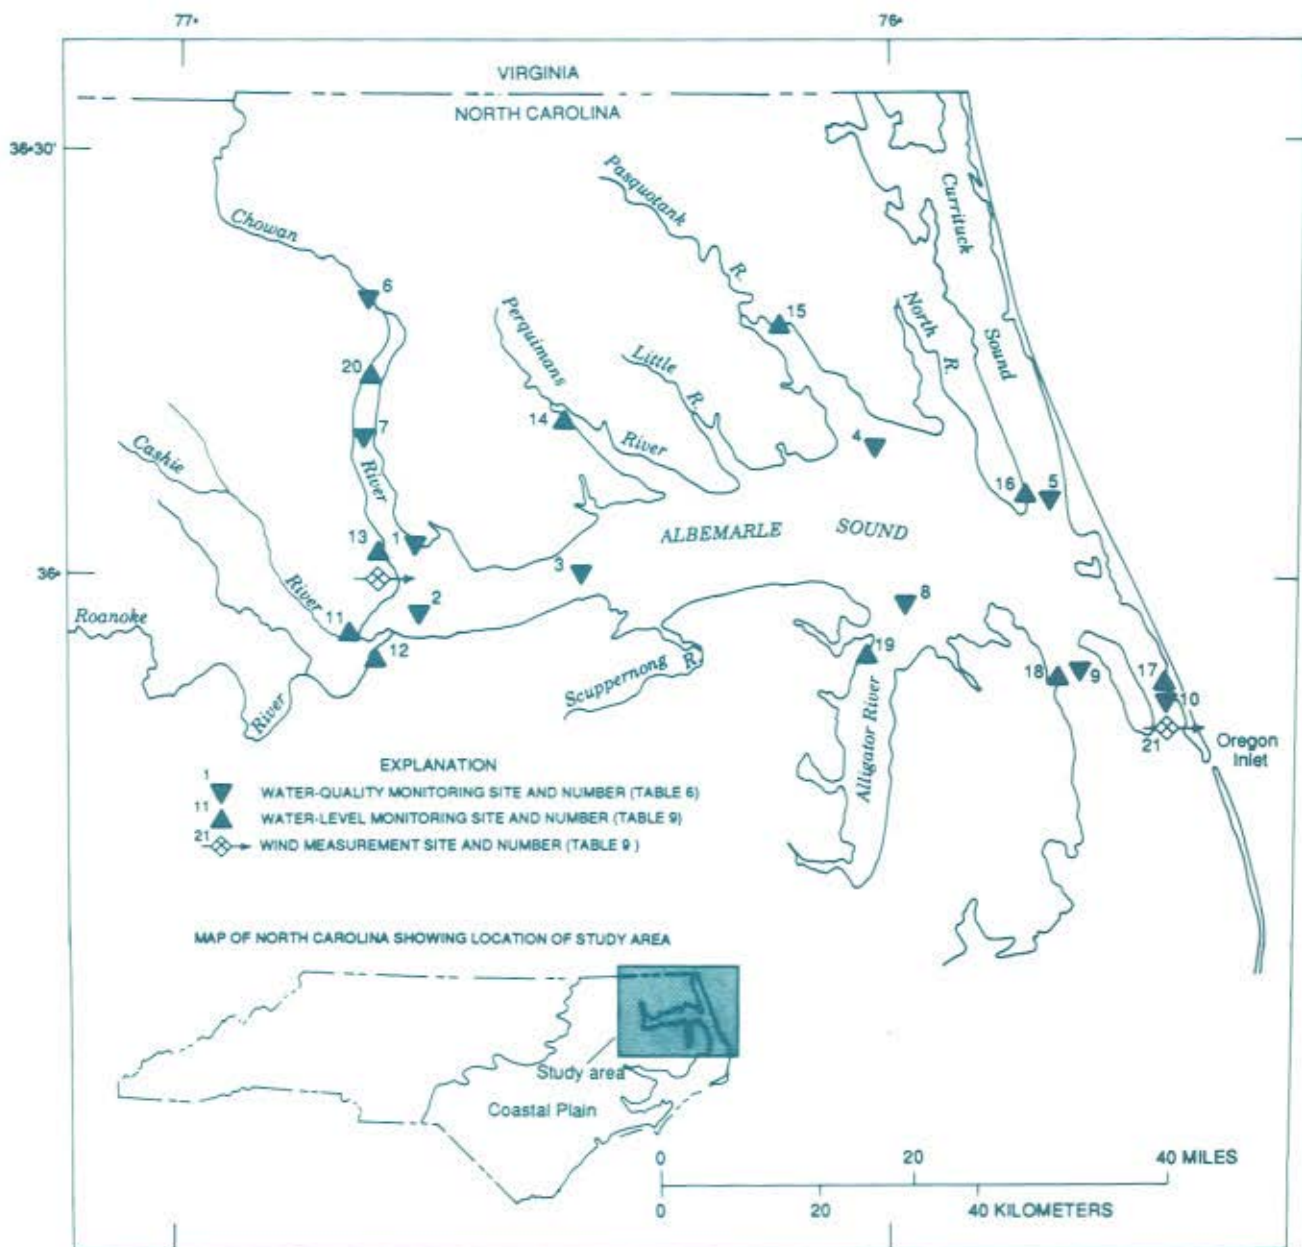 77°
76°
VIRGINIA
NORTH CAROLINA
36°30'
Pasquotank
R.
Currituck
Sound
Chowan
River
6
20
7
15
North
R.
Perquimans
River
Little
R.
14
4
Cashie
River
16
5
13
1
ALBEMARLE SOUND
36°
3
2
8
Roanoke
River
11
12
19
18
9
17
10
21
Scuppernong
R.
Alligator River
Oregon
Inlet
EXPLANATION
1
WATER-QUALITY MONITORING SITE AND NUMBER (TABLE 6)
11
WATER-LEVEL MONITORING SITE AND NUMBER (TABLE 9)
21
WIND MEASUREMENT SITE AND NUMBER (TABLE 9 )
MAP OF NORTH CAROLINA SHOWING LOCATION OF STUDY AREA
Study area
Coastal Plain
0 20 40 MILES
0 20 40 KILOMETERS